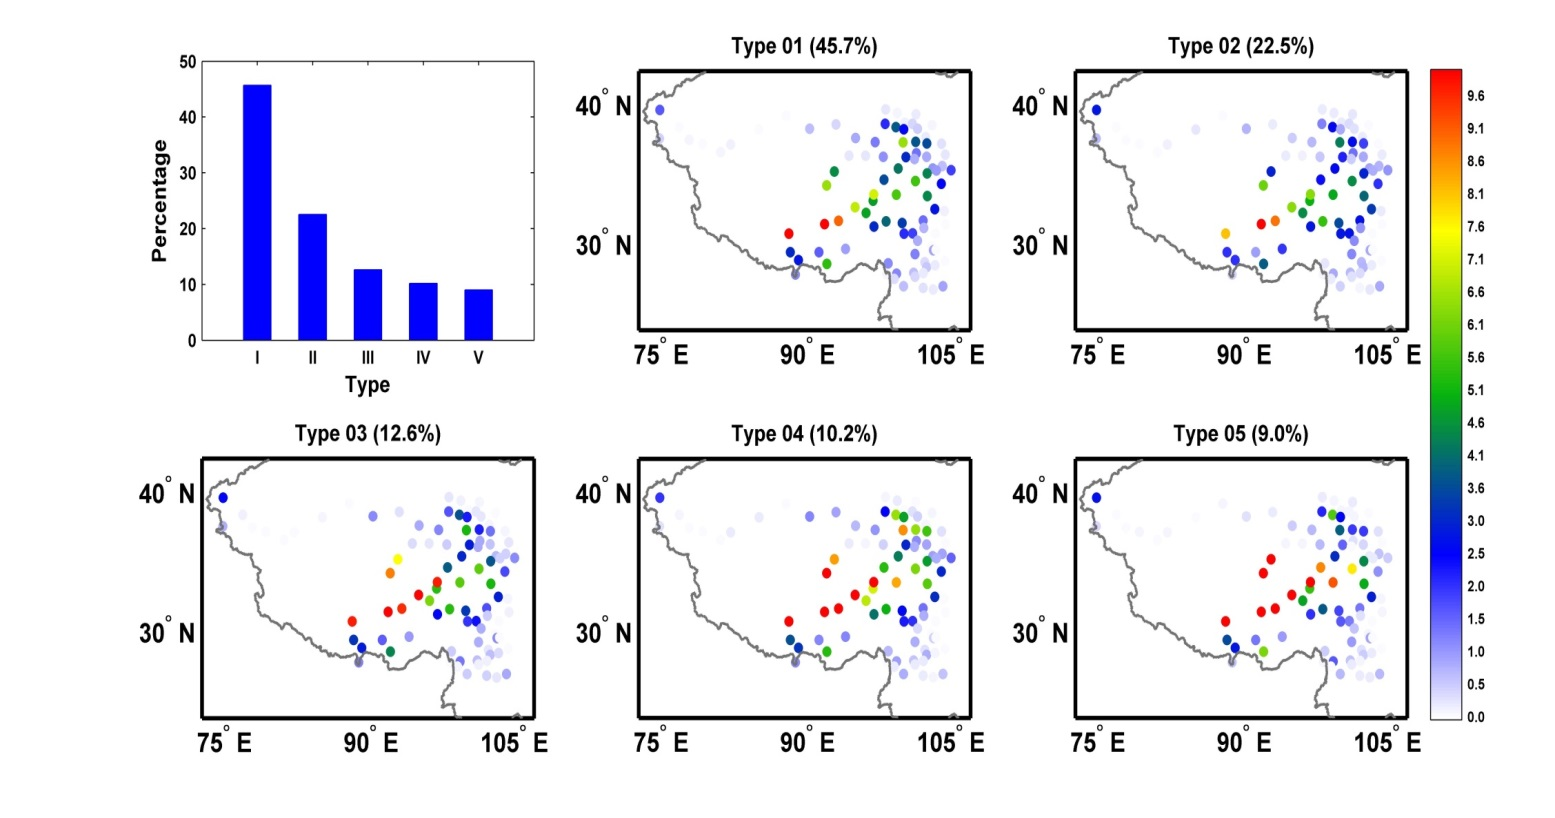 Type 01 (45.7%)
Type 02 (22.5%)
50
40
30
20
10
0
Percentage
I II III IV V
Type
40° N
30° N
75° E 90° E 105° E
40° N
30° N
75° E 90° E 105° E
9.6
9.1
8.6
8.1
7.6
7.1
6.6
6.1
5.6
5.1
4.6
4.1
3.6
3.0
2.5
2.0
1.5
1.0
0.5
0.0
Type 03 (12.6%)
Type 04 (10.2%)
Type 05 (9.0%)
40° N
30° N
75° E 90° E 105° E
40° N
30° N
75° E 90° E 105° E
40° N
30° N
75° E 90° E 105° E